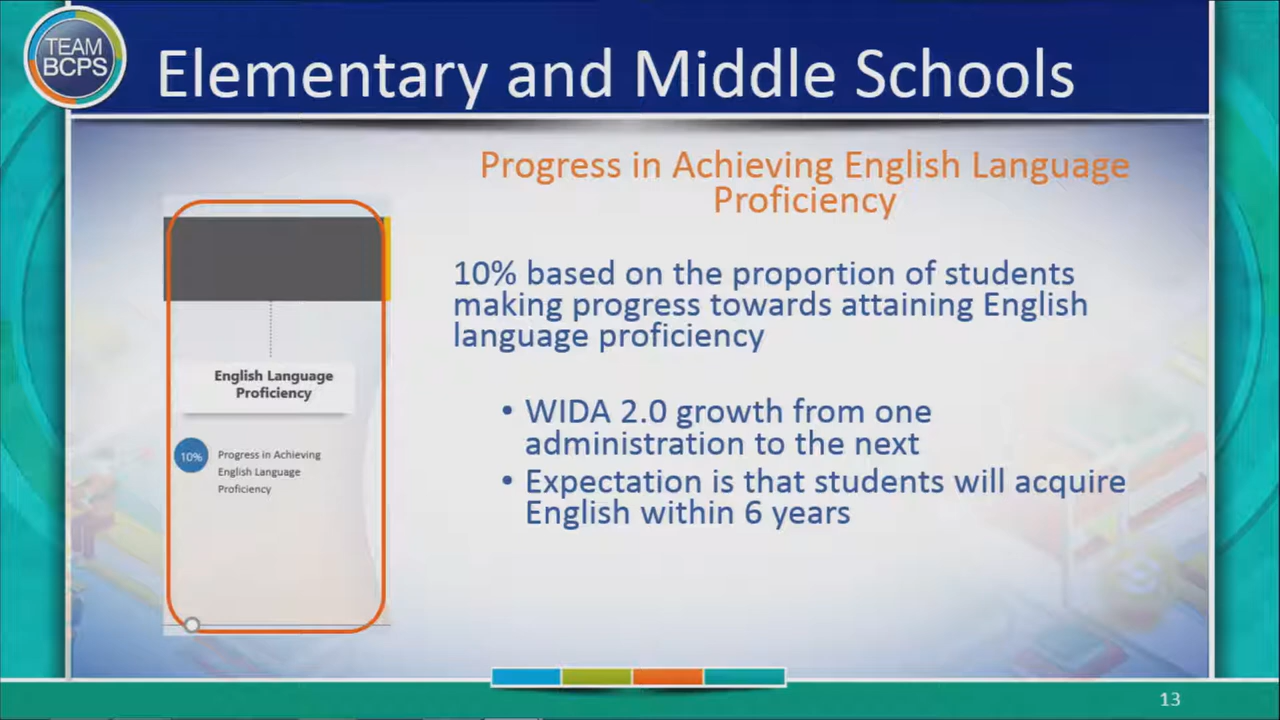 TEAM
BCPS
Elementary and Middle Schools
Progress in Achieving English Language
Proficiency
English Language
Proficiency
10%
Progress in Achieving
English Language
Proficiency
10% based on the proportion of students
making progress towards attaining English
language proficiency
• WIDA 2.0 growth from one
administration to the next
• Expectation is that students will acquire
English within 6 years
13